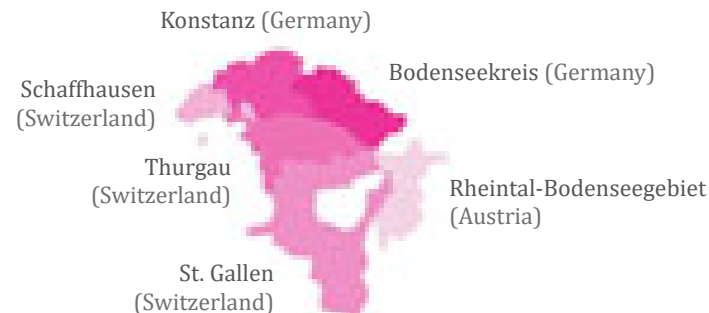 Konstanz (Germany)
Bodenseekreis (Germany)
Schaffhausen
(Switzerland)
Thurgau
(Switzerland)
Rheintal-Bodenseegebiet
(Austria)
St. Gallen
(Switzerland)